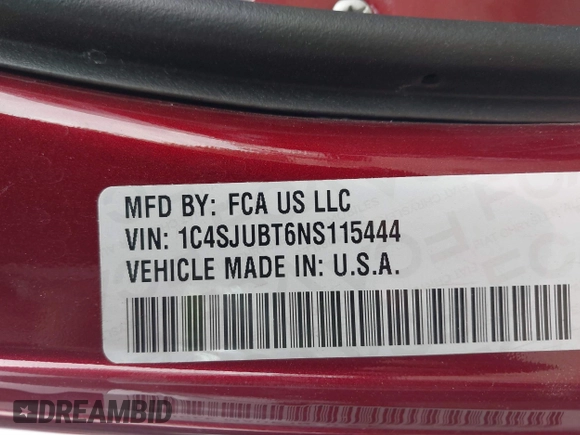 MFD BY: FCA US LLC
VIN: 1C4SJUBT6NS115444
VEHICLE MADE IN: U.S.A.
DREAMBID